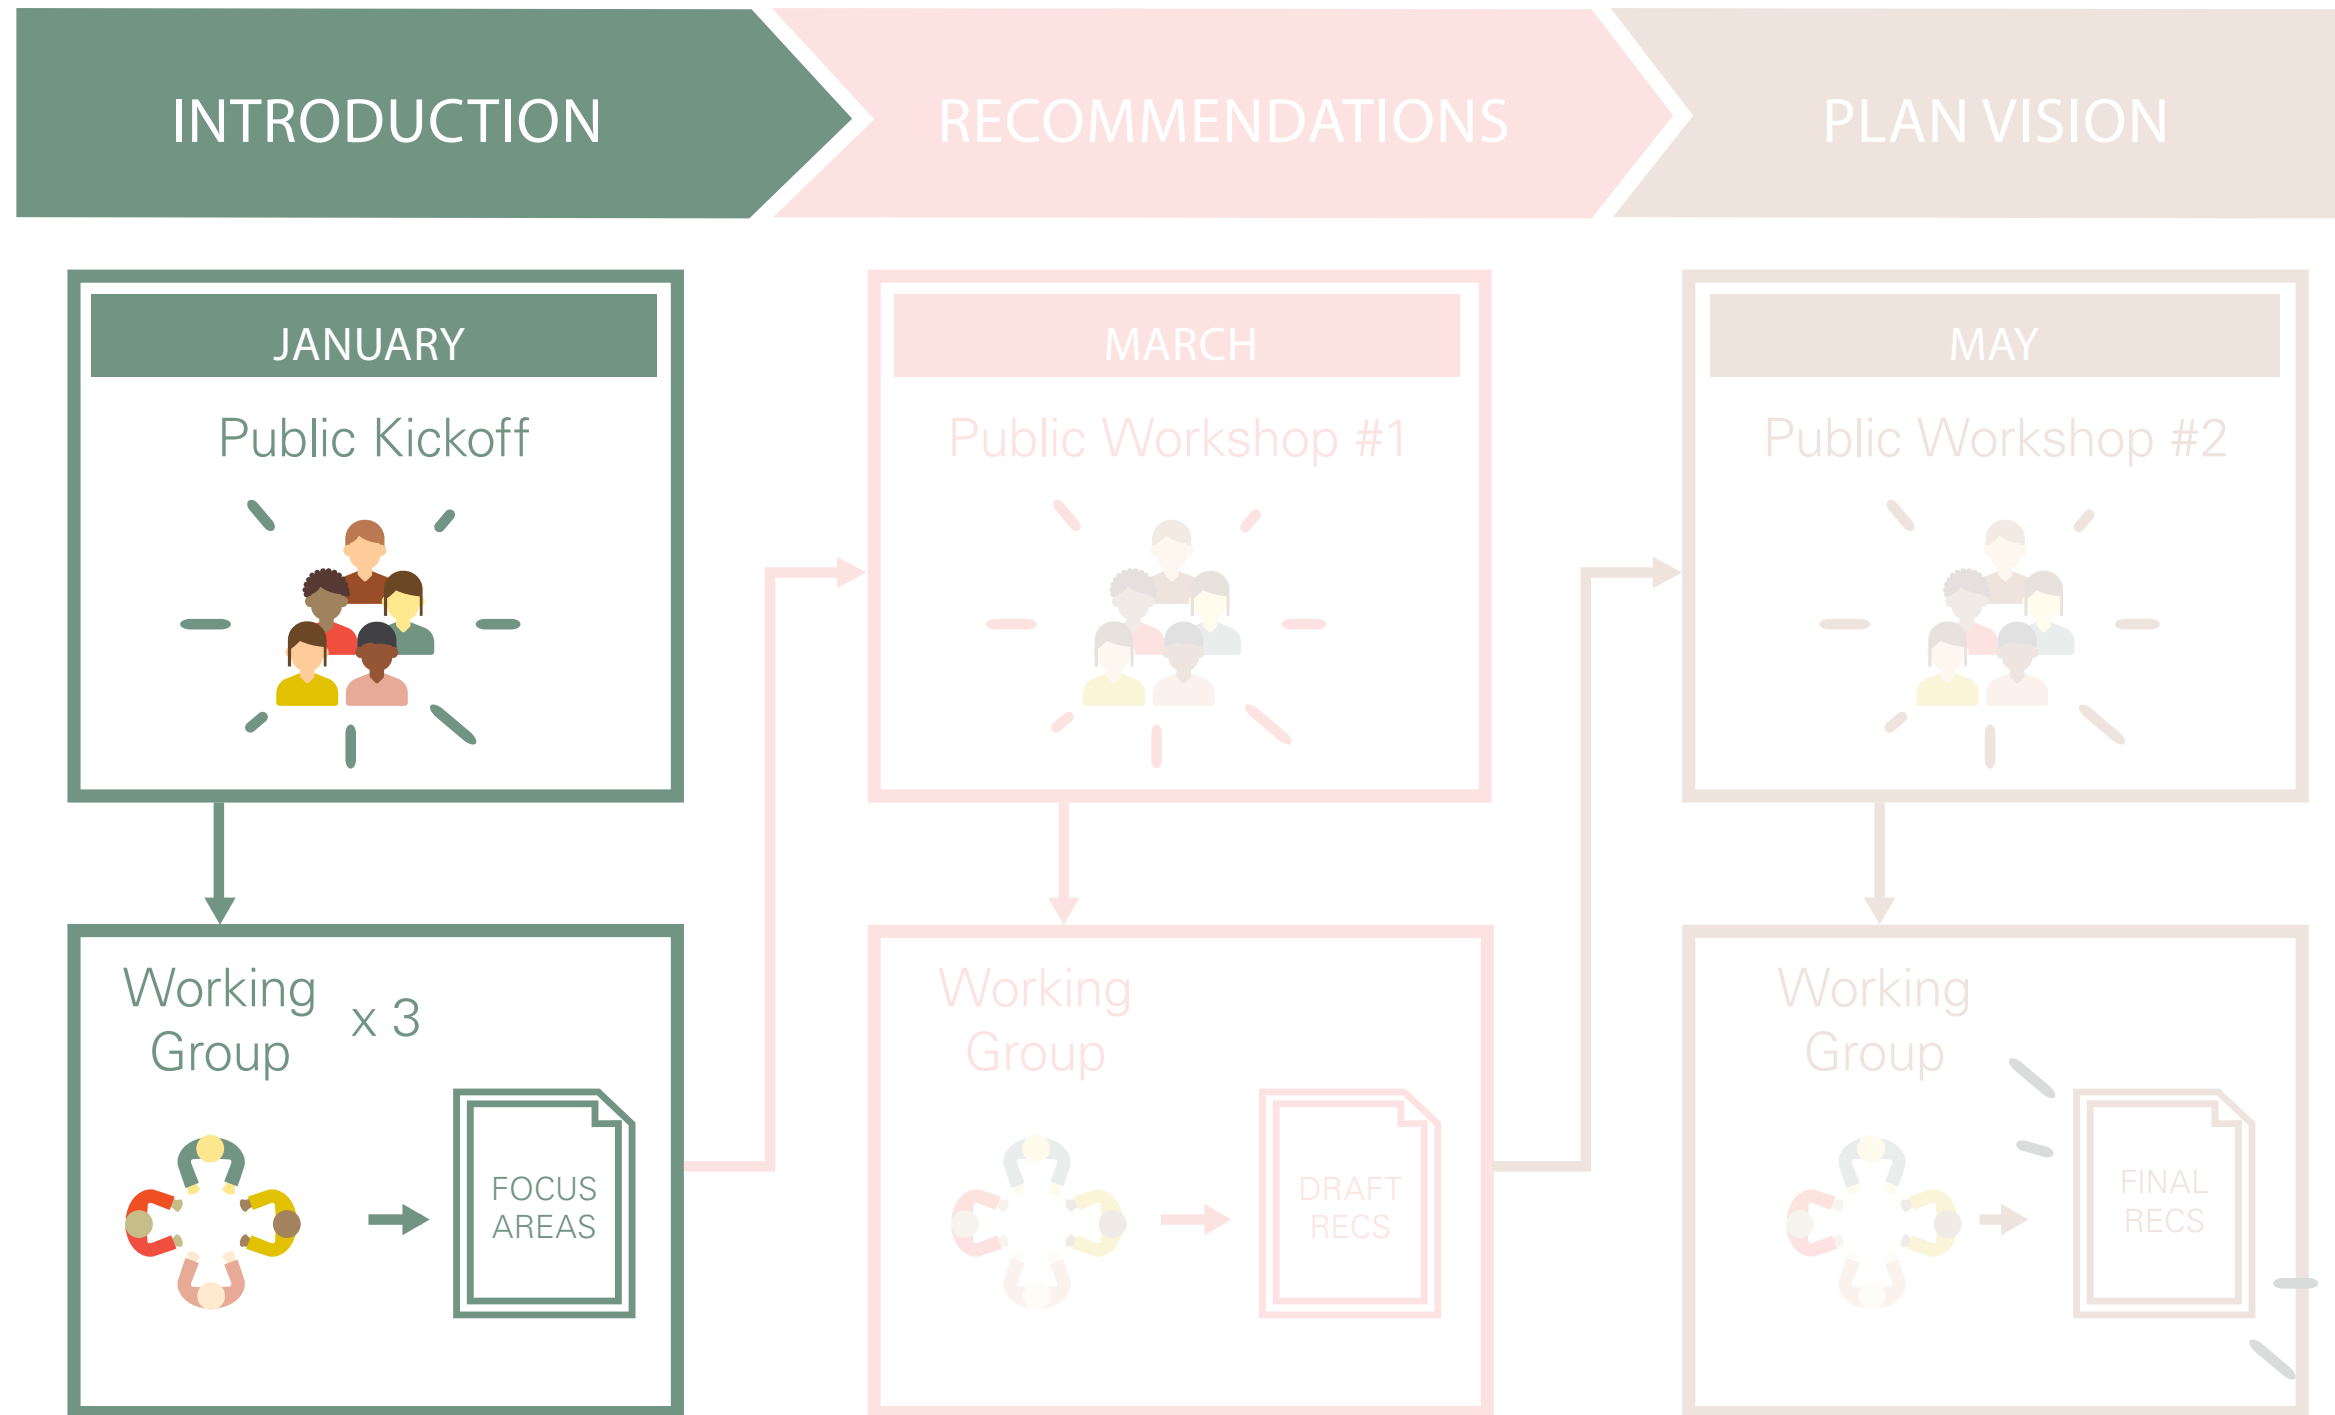 INTRODUCTION
RECOMMENDATIONS
PLAN VISION
JANUARY
Public Kickoff
MARCH
Public Workshop #1
MAY
Public Workshop #2
Working
Group
x 3
FOCUS
AREAS
Working
Group
DRAFT
RECS
Working
Group
FINAL
RECS